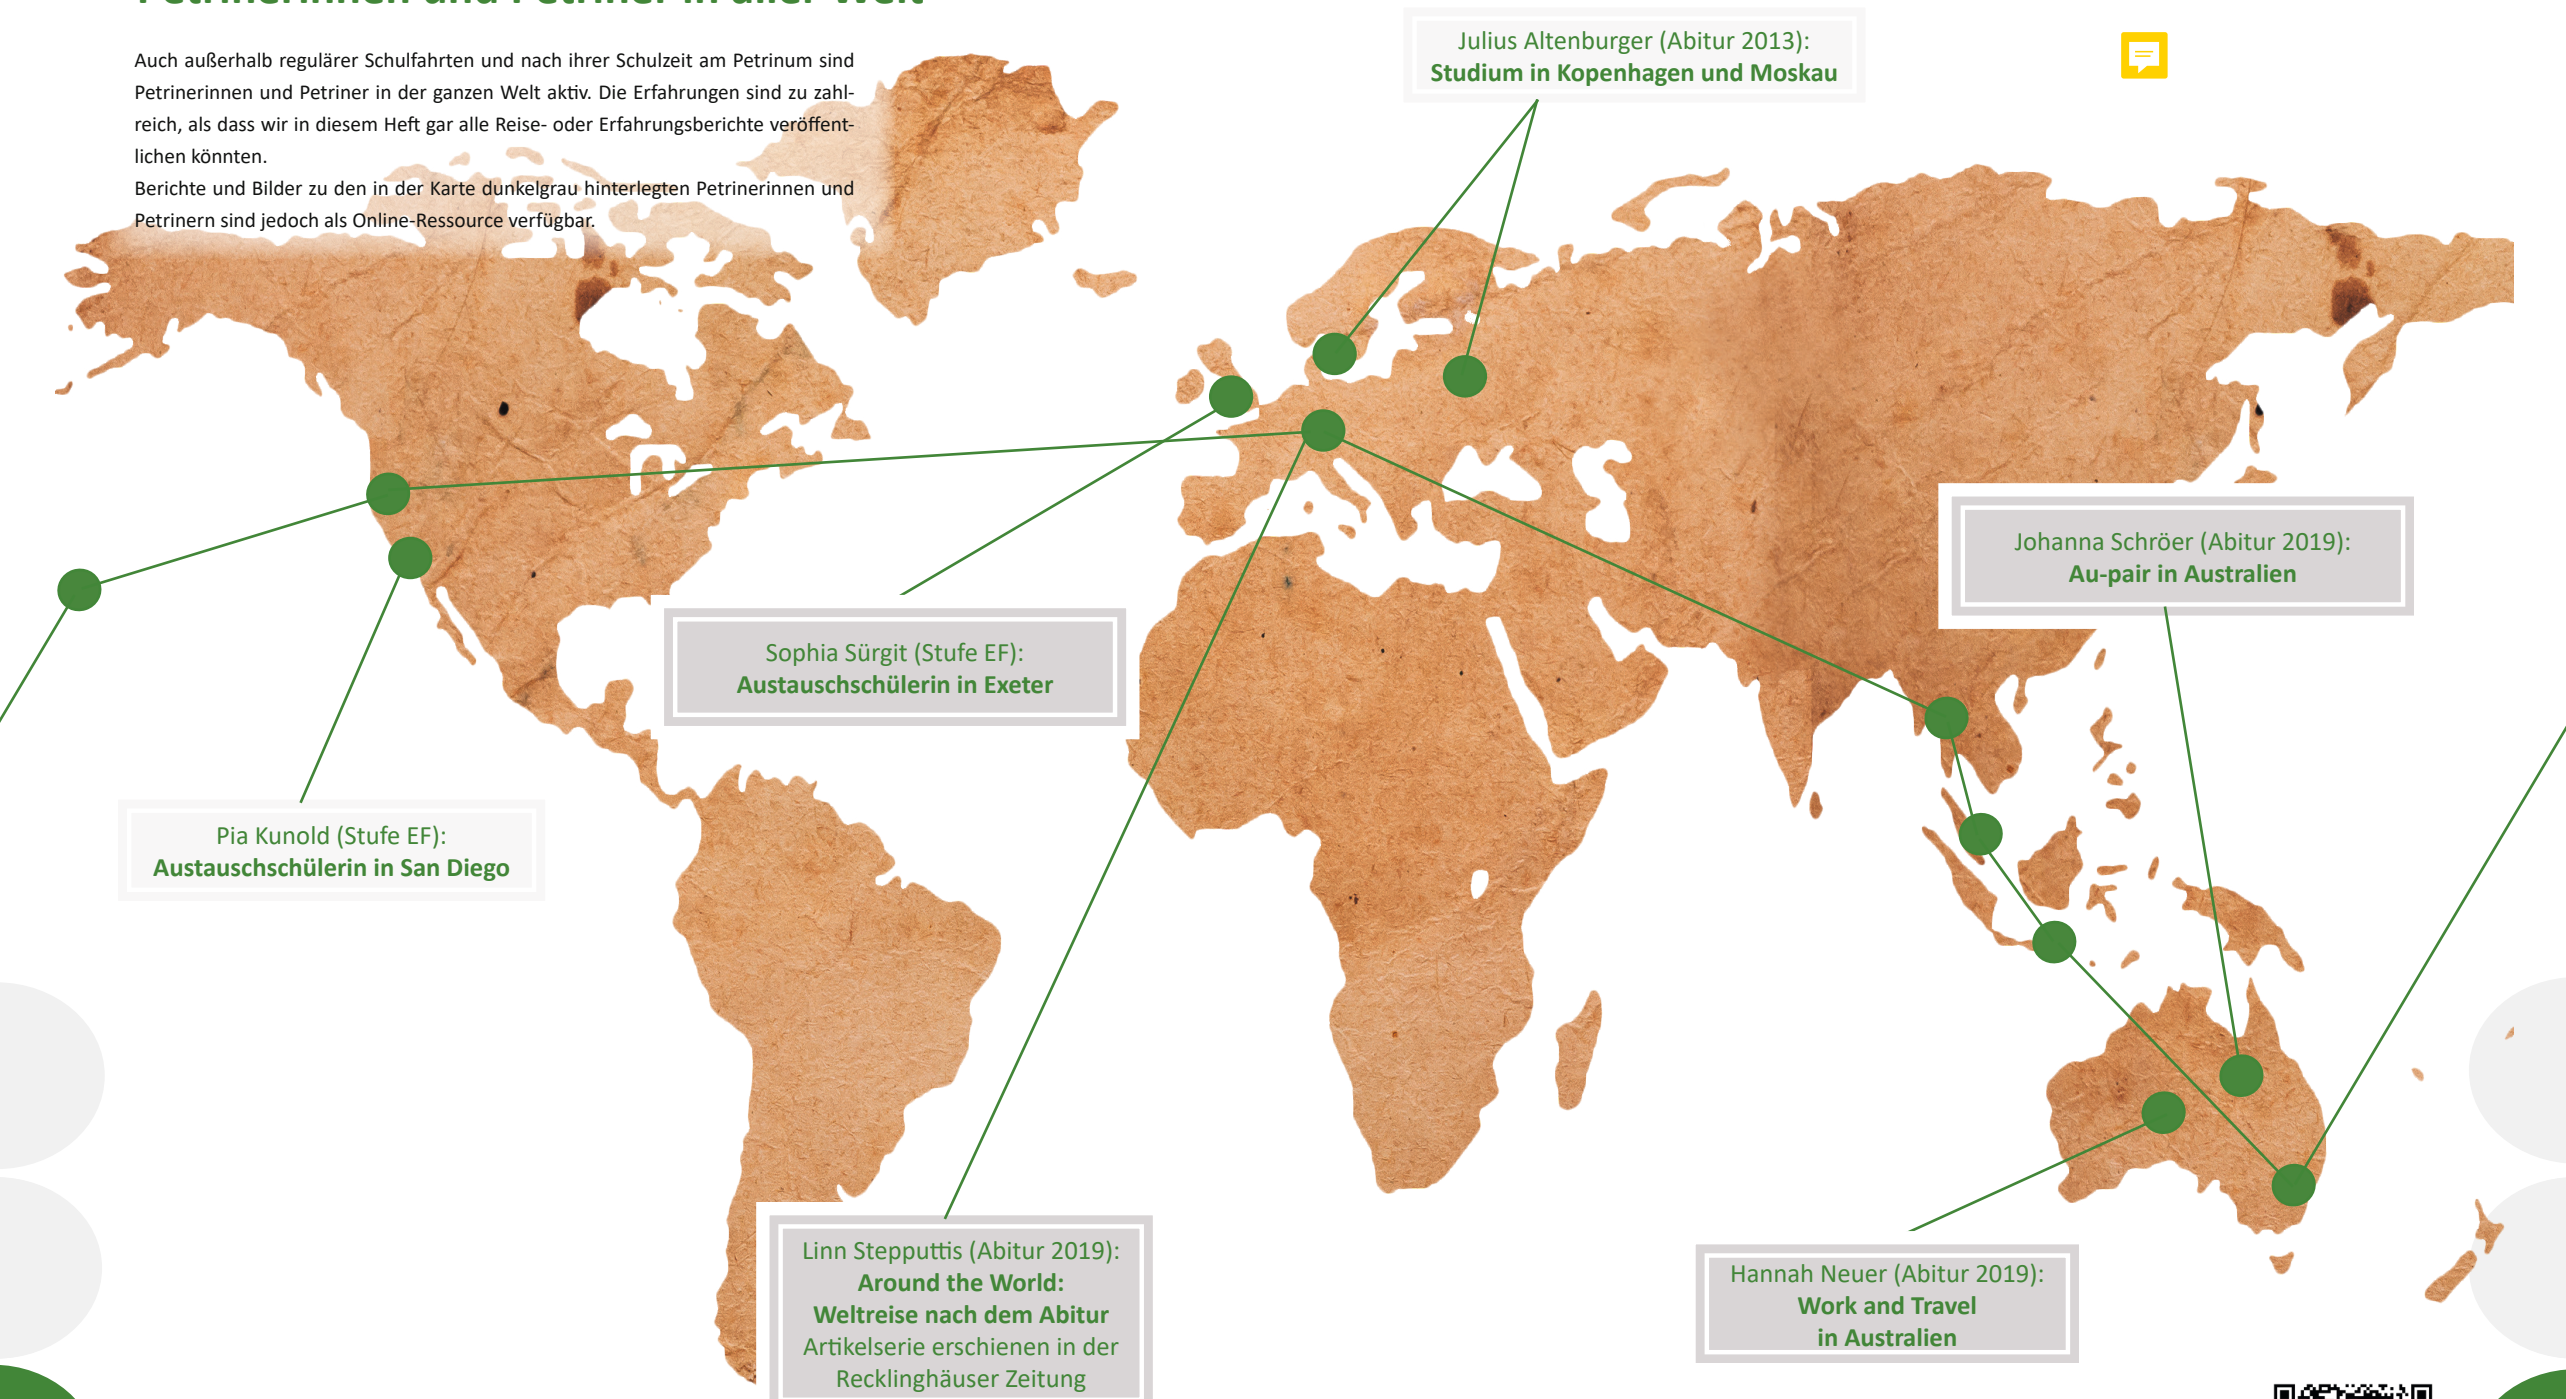 Petrinerinnen und Petriner in aller Welt
Auch außerhalb regulärer Schulfahrten und nach ihrer Schulzeit am Petrinum sind
Petrinerinnen und Petriner in der ganzen Welt aktiv. Die Erfahrungen sind zu zahl-
reich, als dass wir in diesem Heft gar alle Reise- oder Erfahrungsberichte veröffent-
lichen könnten.
Berichte und Bilder zu den in der Karte dunkelgrau hinterlegten Petrinerinnen und
Petrinern sind jedoch als Online-Ressource verfügbar.
Julius Altenburger (Abitur 2013):
Studium in Kopenhagen und Moskau
Johanna Schröer (Abitur 2019):
Au-pair in Australien
Sophia Sürgit (Stufe EF):
Austauschschülerin in Exeter
Pia Kunold (Stufe EF):
Austauschschülerin in San Diego
Linn Stepputtis (Abitur 2019):
Around the World:
Weltreise nach dem Abitur
Artikelserie erschienen in der
Recklinghäuser Zeitung
Hannah Neuer (Abitur 2019):
Work and Travel
in Australien